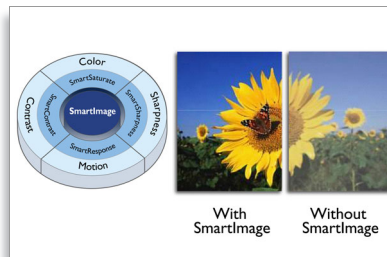 Color
SmartSaturate
Contrast
SmartContrast
SmartImage
SmartSharpness
Sharpness
SmartResponse
Motion
With
SmartImage
Without
SmartImage